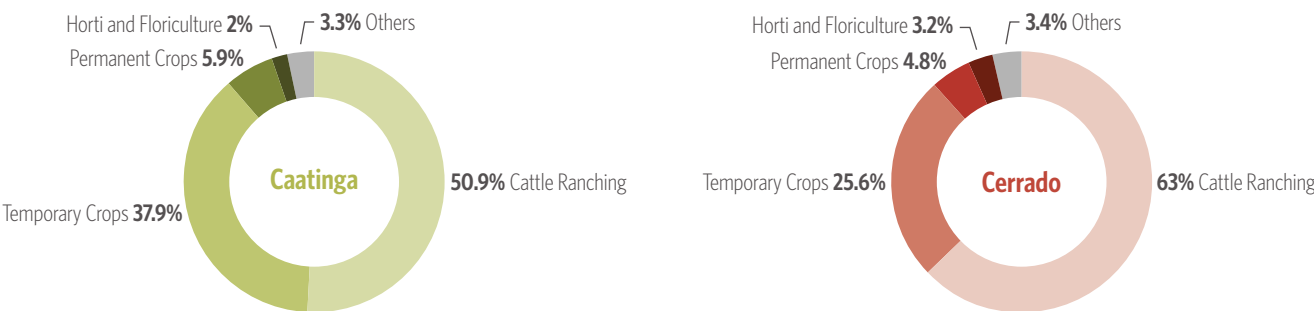 Horti and Floriculture 2%
3.3% Others
Permanent Crops 5.9%
Caatinga
50.9% Cattle Ranching
Temporary Crops 37.9%
Horti and Floriculture 3.2%
3.4% Others
Permanent Crops 4.8%
Temporary Crops 25.6%
Cerrado
63% Cattle Ranching